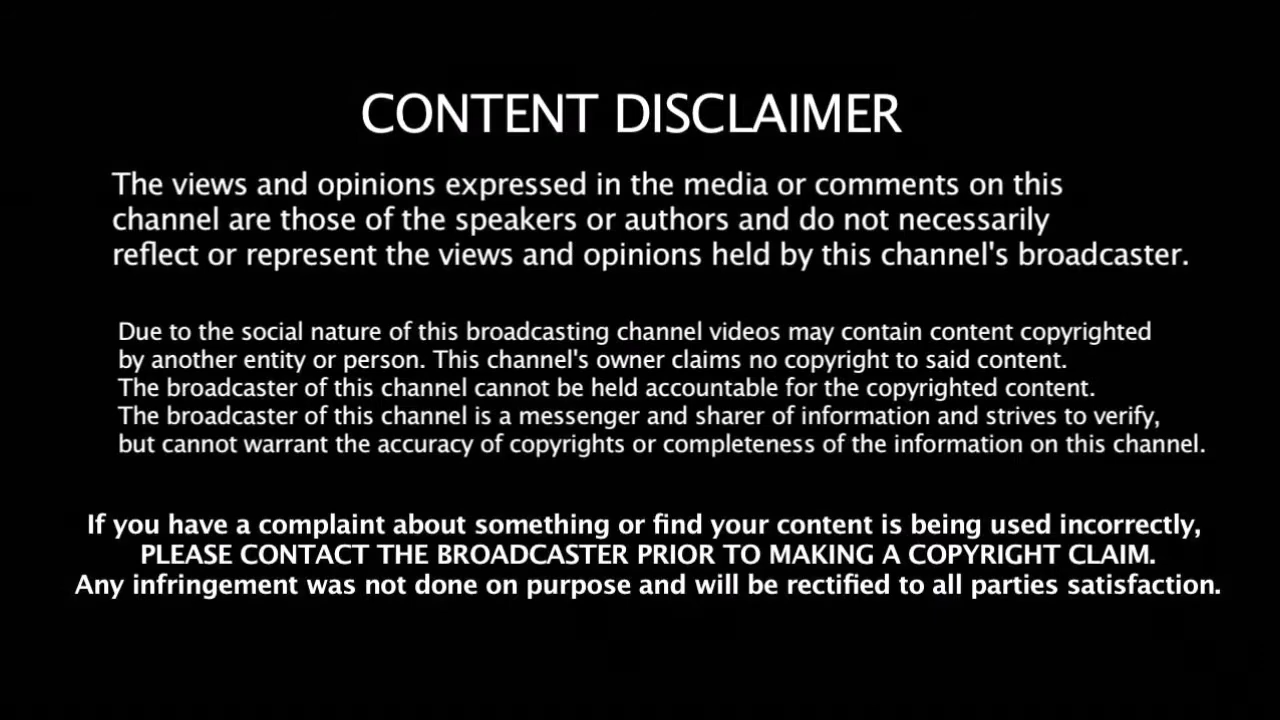 CONTENT DISCLAIMER
The views and opinions expressed in the media or comments on this
channel are those of the speakers or authors and do not necessarily
reflect or represent the views and opinions held by this channel's broadcaster.
Due to the social nature of this broadcasting channel videos may contain content copyrighted
by another entity or person. This channel's owner claims no copyright to said content.
The broadcaster of this channel cannot be held accountable for the copyrighted content.
The broadcaster of this channel is a messenger and sharer of information and strives to verify,
but cannot warrant the accuracy of copyrights or completeness of the information on this channel.
If you have a complaint about something or find your content is being used incorrectly,
PLEASE CONTACT THE BROADCASTER PRIOR TO MAKING A COPYRIGHT CLAIM.
Any infringement was not done on purpose and will be rectified to all parties satisfaction.